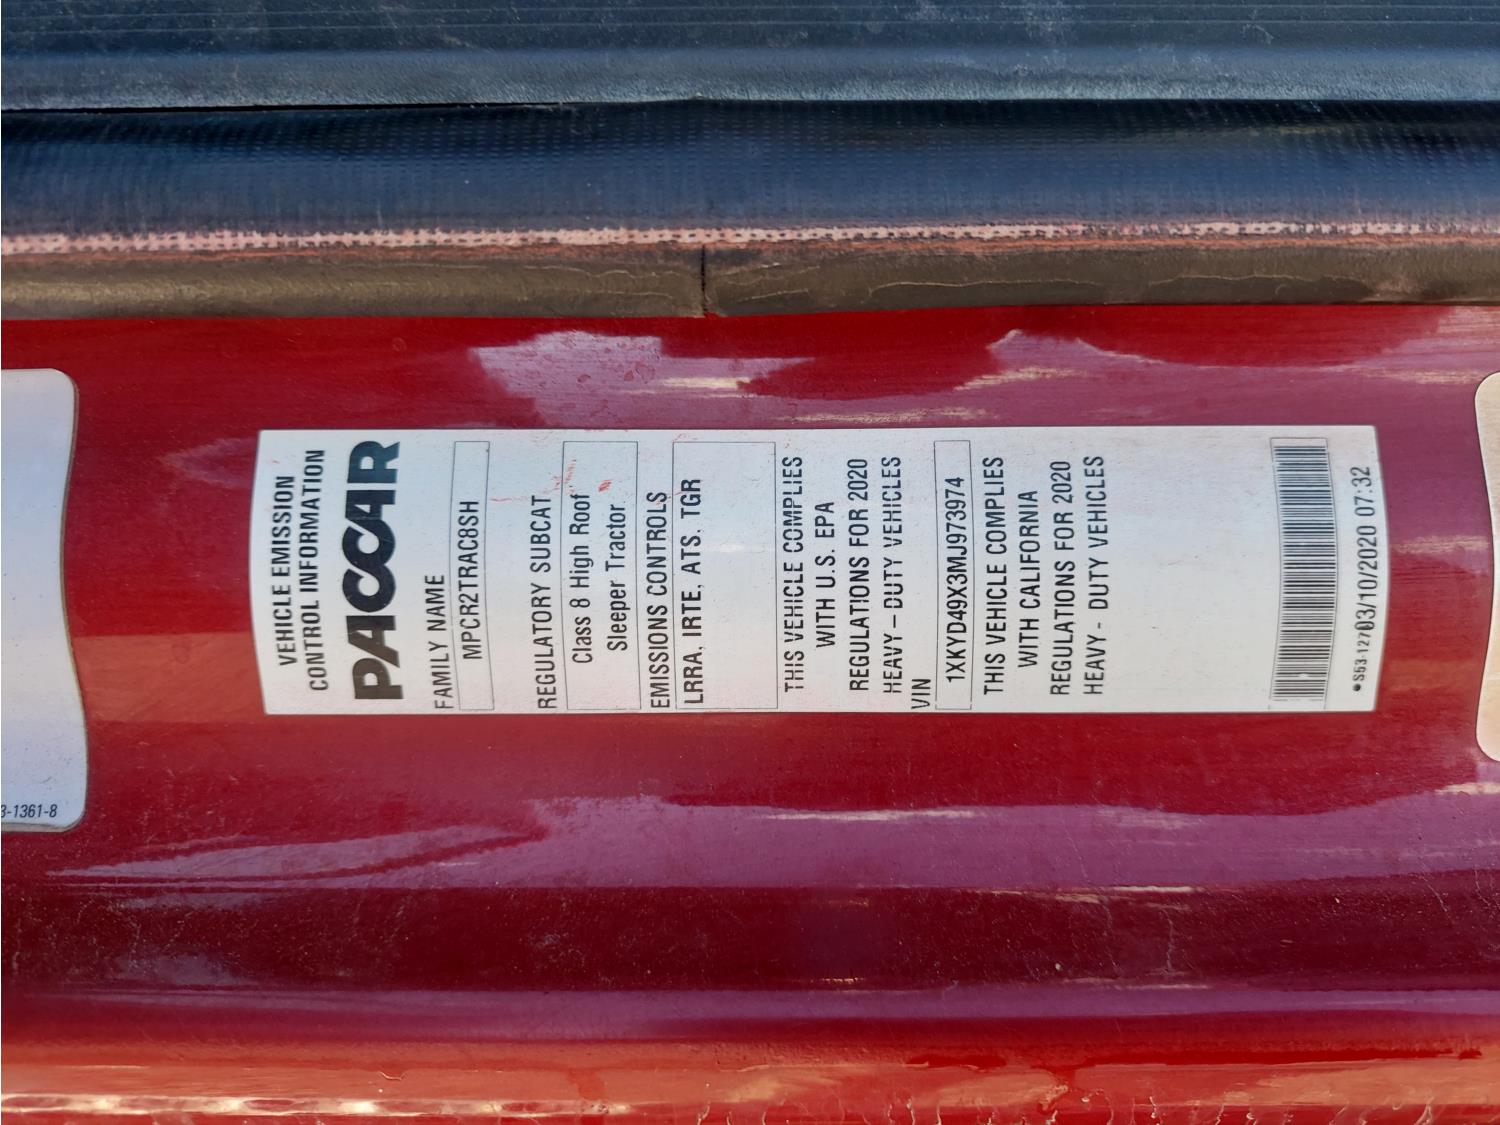 VEHICLE EMISSION
CONTROL INFORMATION
PACCAR
FAMILY NAME
MPCR2TRAC8SH
REGULATORY SUBCAT
Class 8 High Roof
Sleeper Tractor
EMISSIONS CONTROLS
LRRA, IRTE, ATS. TGR
THIS VEHICLE COMPLIES
WITH U.S. EPA
REGULATIONS FOR 2020
HEAVY – DUTY VEHICLES
VIN
1XKYD49X3MJ973974
THIS VEHICLE COMPLIES
WITH CALIFORNIA
REGULATIONS FOR 2020
HEAVY - DUTY VEHICLES
03/10/2020 07:32
3-1361-8